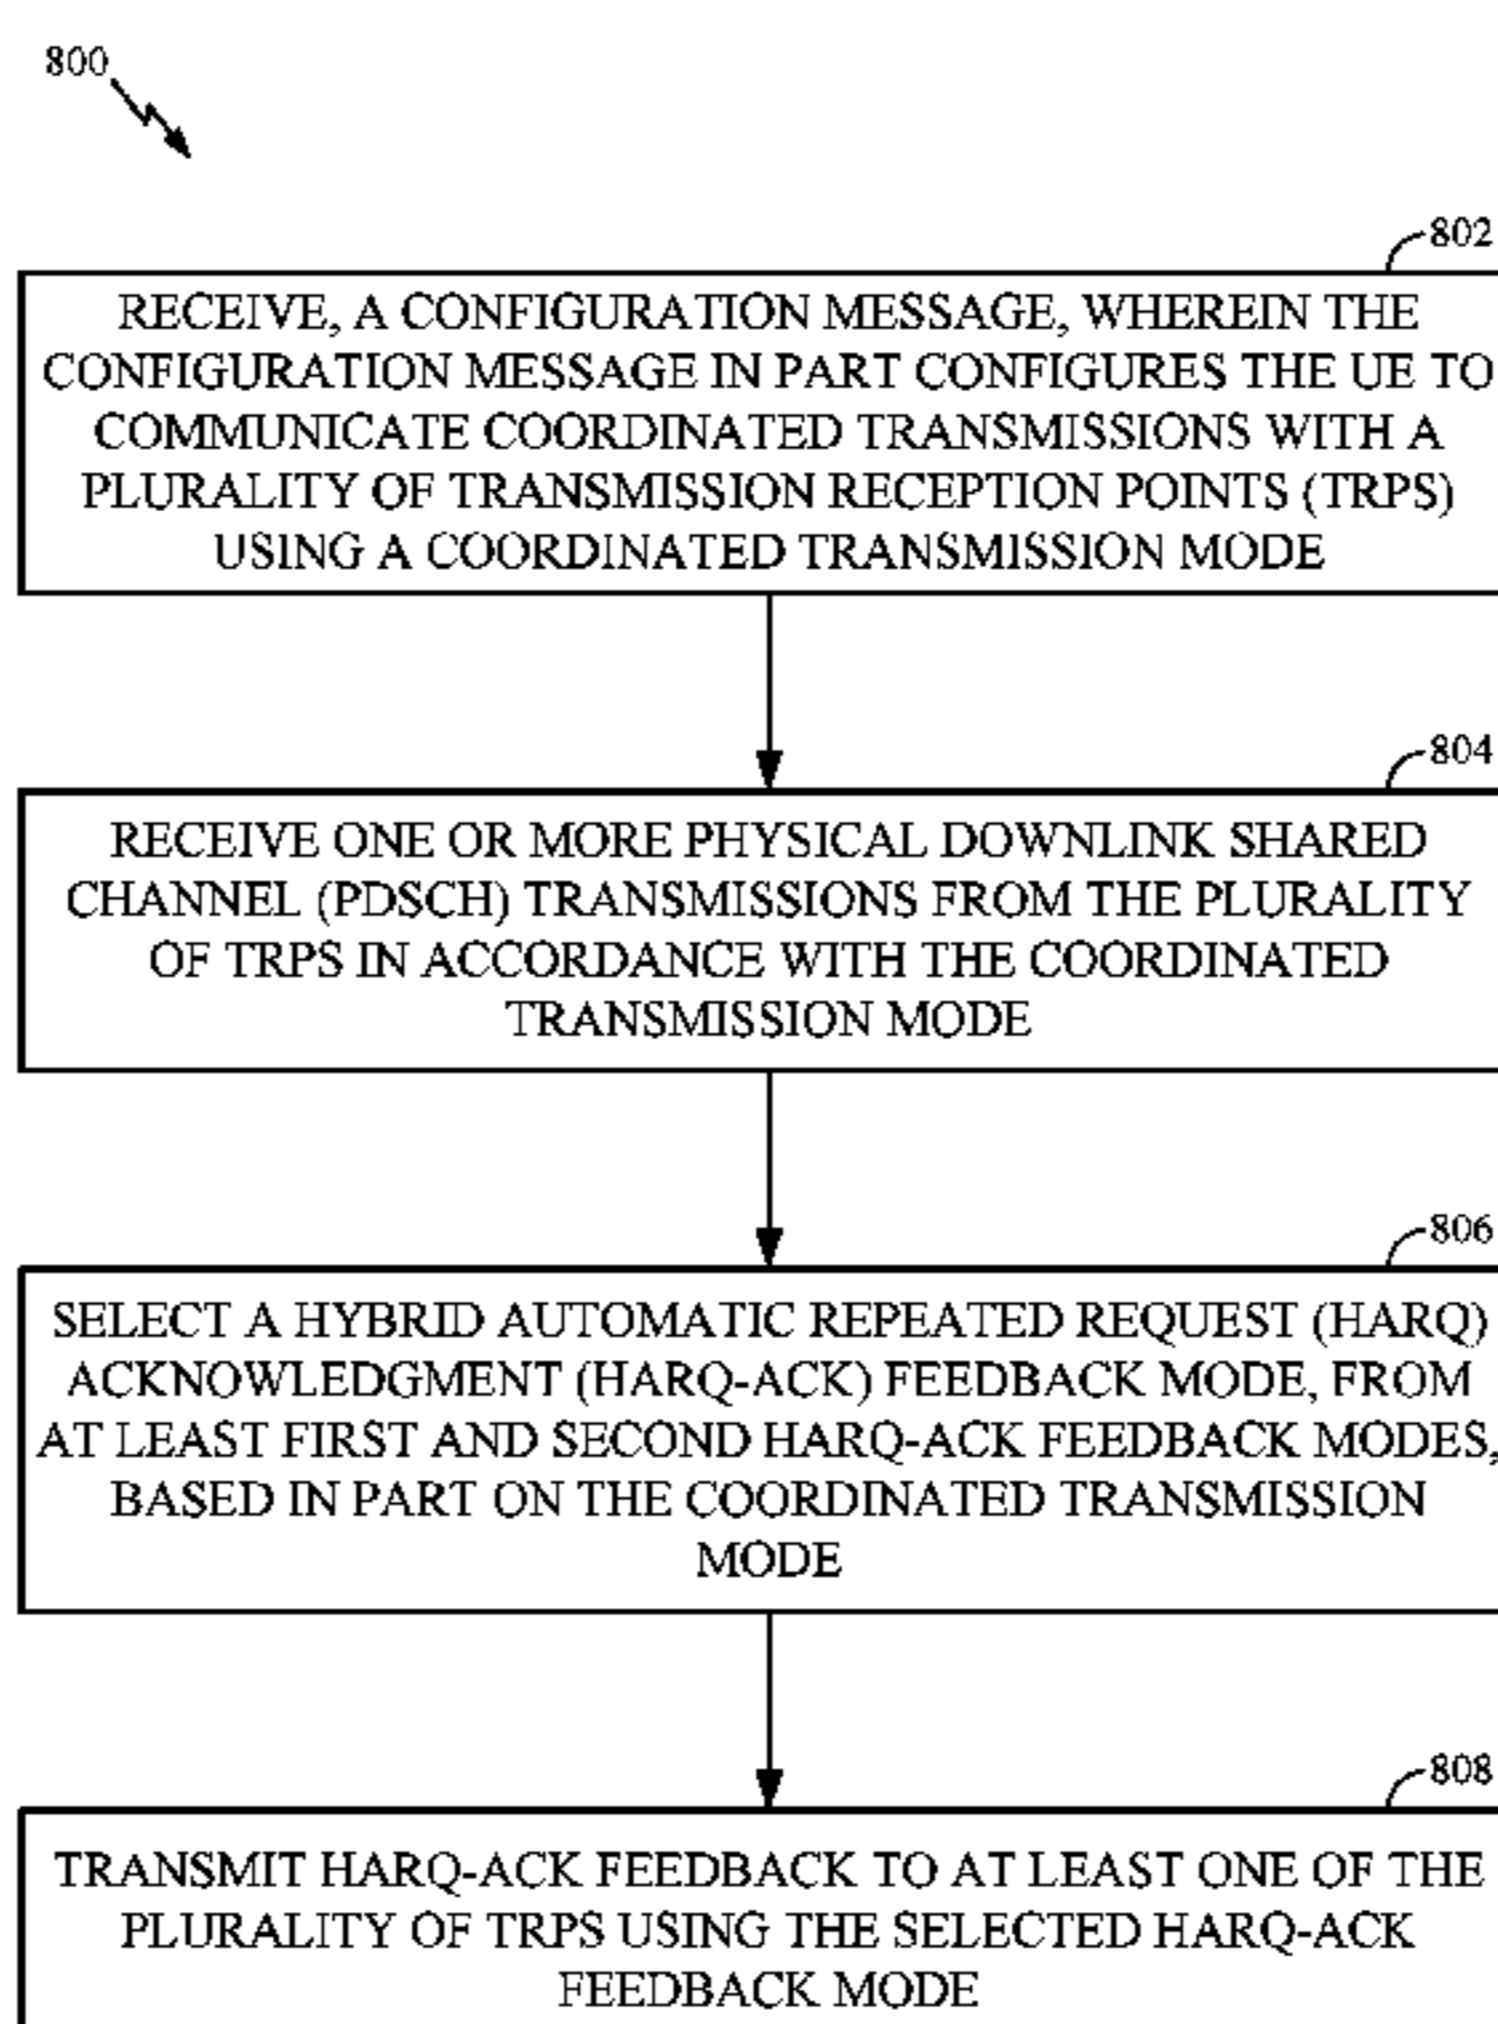 800
802
RECEIVE, A CONFIGURATION MESSAGE, WHEREIN THE
CONFIGURATION MESSAGE IN PART CONFIGURES THE UE TO
COMMUNICATE COORDINATED TRANSMISSIONS WITH A
PLURALITY OF TRANSMISSION RECEPTION POINTS (TRPS)
USING A COORDINATED TRANSMISSION MODE
804
RECEIVE ONE OR MORE PHYSICAL DOWNLINK SHARED
CHANNEL (PDSCH) TRANSMISSIONS FROM THE PLURALITY
OF TRPS IN ACCORDANCE WITH THE COORDINATED
TRANSMISSION MODE
806
SELECT A HYBRID AUTOMATIC REPEATED REQUEST (HARQ)
ACKNOWLEDGMENT (HARQ-ACK) FEEDBACK MODE, FROM
AT LEAST FIRST AND SECOND HARQ-ACK FEEDBACK MODES,
BASED IN PART ON THE COORDINATED TRANSMISSION
MODE
808
TRANSMIT HARQ-ACK FEEDBACK TO AT LEAST ONE OF THE
PLURALITY OF TRPS USING THE SELECTED HARQ-ACK
FEEDBACK MODE